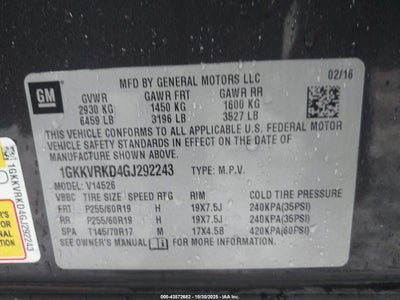 MFD BY GENERAL MOTORS LLC
02/16
GM
GVWR GAWR FRT GAWR RR
2930 KG 1450 KG 1600 KG
6459 LB 3196 LB 3527 LB
THIS VEHICLE CONFORMS TO ALL APPLICABLE U.S. FEDERAL MOTOR
VEHICLE SAFETY STANDARDS IN EFFECT ON THE DATE OF
MANUFACTURE SHOWN ABOVE.
1GKKVRKD4GJ292243 TYPE: M.P.V.
MODEL: V14526
VBBC TIRE SIZE SPEED RTG RIM COLD TIRE PRESSURE
FRT P255/60R19 H 19X7.5J 240KPA(35PSI)
RR P255/60R19 H 19X7.5J 240KPA(35PSI)
SPA T145/70R17 M 17X4.5B 420KPA(60PSI)
SEE OWNER'S MANUAL FOR MORE INFORMATION.
1GKKVRKD4GJ292243
000-43572682 - 10/30/2025 - IAAI.COM